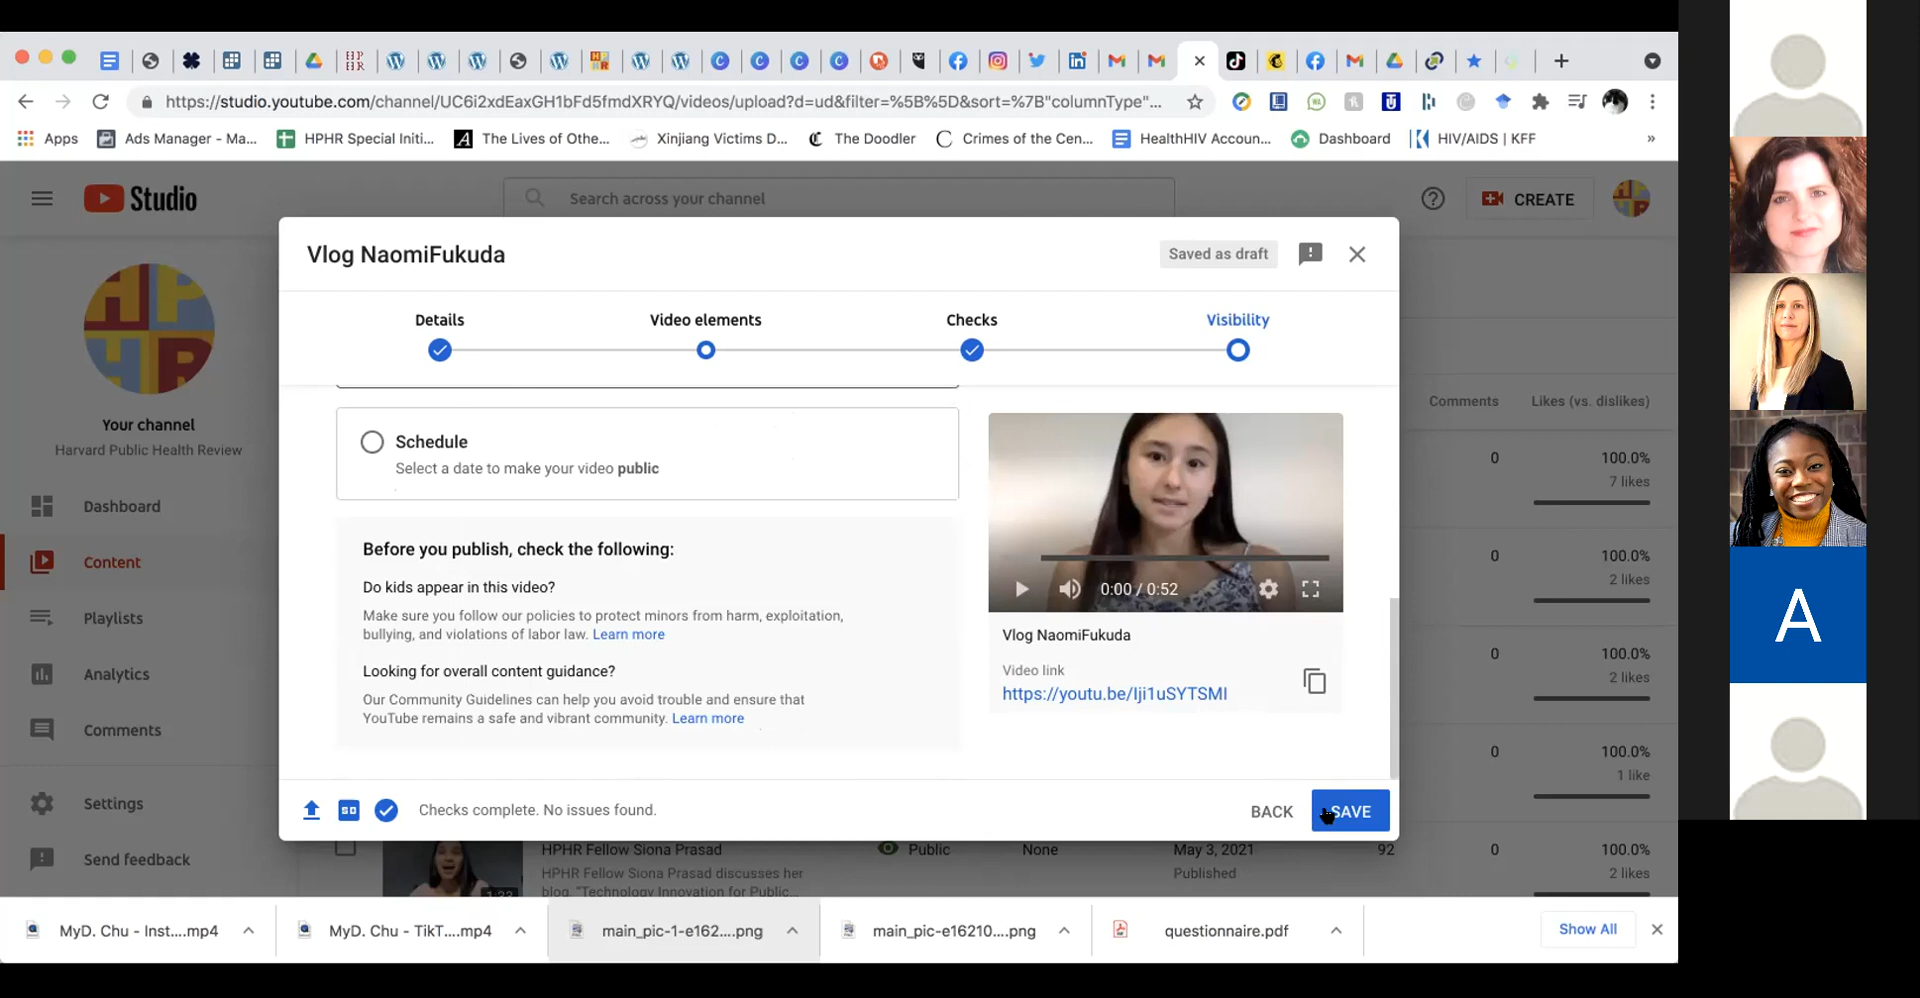 https://studio.youtube.com/channel/UC6i2xdEaxGH1bFd5fmdXRYQ/videos/upload?d=ud&filter=%5B%5D&sort=%7B"columnType"...
Apps Ads Manager - Ma... HPHR Special Initi... The Lives of Othe... Xinjiang Victims D... The Doodler Crimes of the Cen... HealthHIV Accoun... Dashboard HIV/AIDS | KFF »
Studio
Search across your channel
CREATE
Vlog NaomiFukuda
Saved as draft
Details Video elements Checks Visibility
HP
HR
Your channel
Harvard Public Health Review
Dashboard
Content
Playlists
Analytics
Comments
Settings
Send feedback
Schedule
Select a date to make your video public
Before you publish, check the following:
Do kids appear in this video?
Make sure you follow our policies to protect minors from harm, exploitation,
bullying, and violations of labor law. Learn more
Looking for overall content guidance?
Our Community Guidelines can help you avoid trouble and ensure that
YouTube remains a safe and vibrant community. Learn more
0:00 / 0:52
Vlog NaomiFukuda
Video link
https://youtu.be/Iji1uSYTSMI
SD
Checks complete. No issues found.
BACK SAVE
Comments Likes (vs. dislikes)
0 100.0%
7 likes
0 100.0%
2 likes
0 100.0%
2 likes
0 100.0%
1 like
HPHR Fellow Siona Prasad Public None May 3, 2021 92 0 100.0%
HPHR Fellow Siona Prasad discusses her Published 2 likes
blog, "Technology Innovation for Public...
1:33
MyD. Chu - Inst....mp4 MyD. Chu - TikT....mp4 main_pic-1-e162....png main_pic-e16210....png questionnaire.pdf Show All
A